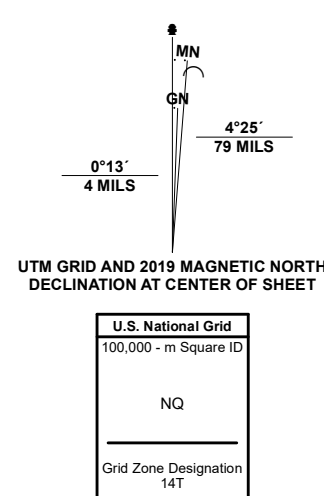 MN
GN
4°25´
79 MILS
0°13´
4 MILS
UTM GRID AND 2019 MAGNETIC NORTH
DECLINATION AT CENTER OF SHEET
U.S. National Grid
100,000 - m Square ID
NQ
Grid Zone Designation
14T